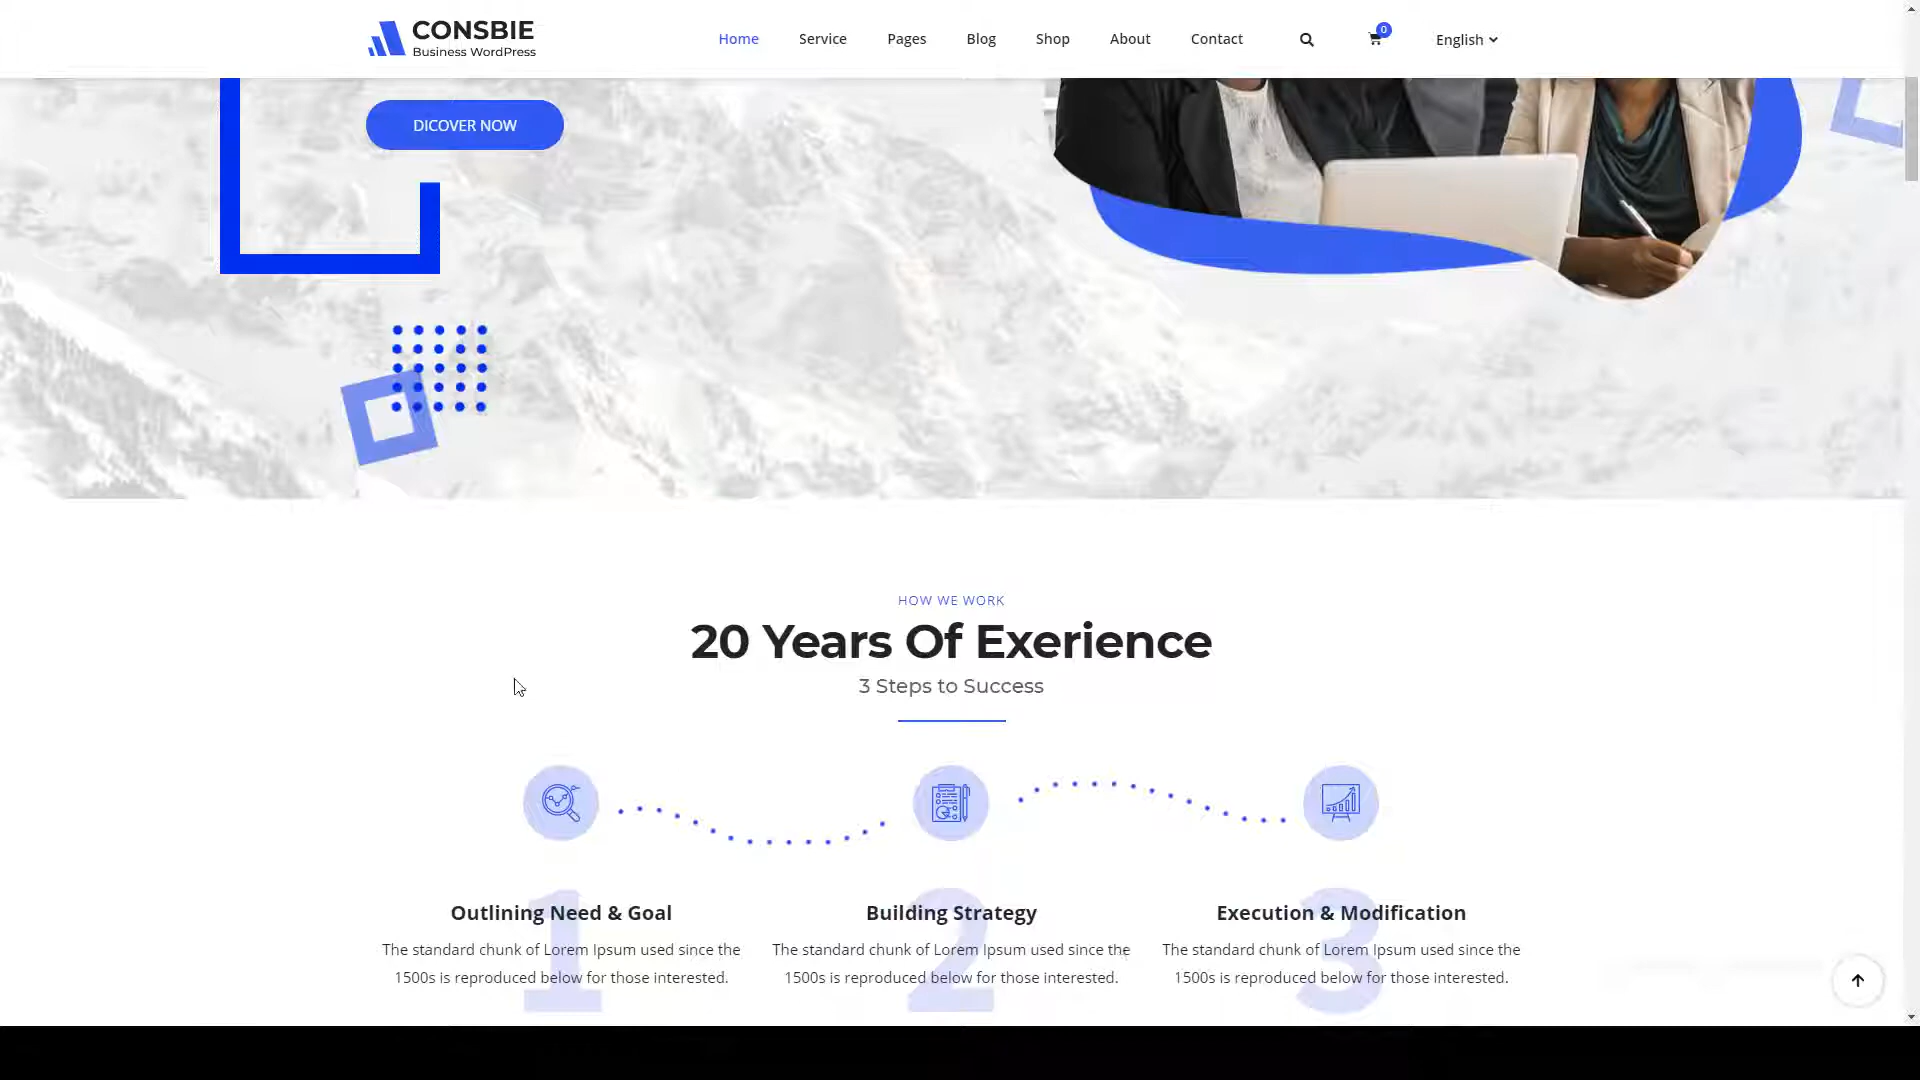 CONSBIE
Business WordPress
Home Service Pages Blog Shop About Contact 0 English
DICOVER NOW
HOW WE WORK
20 Years Of Exerience
3 Steps to Success
1 2 3
Outlining Need & Goal
The standard chunk of Lorem Ipsum used since the
1500s is reproduced below for those interested.
Building Strategy
The standard chunk of Lorem Ipsum used since the
1500s is reproduced below for those interested.
Execution & Modification
The standard chunk of Lorem Ipsum used since the
1500s is reproduced below for those interested.